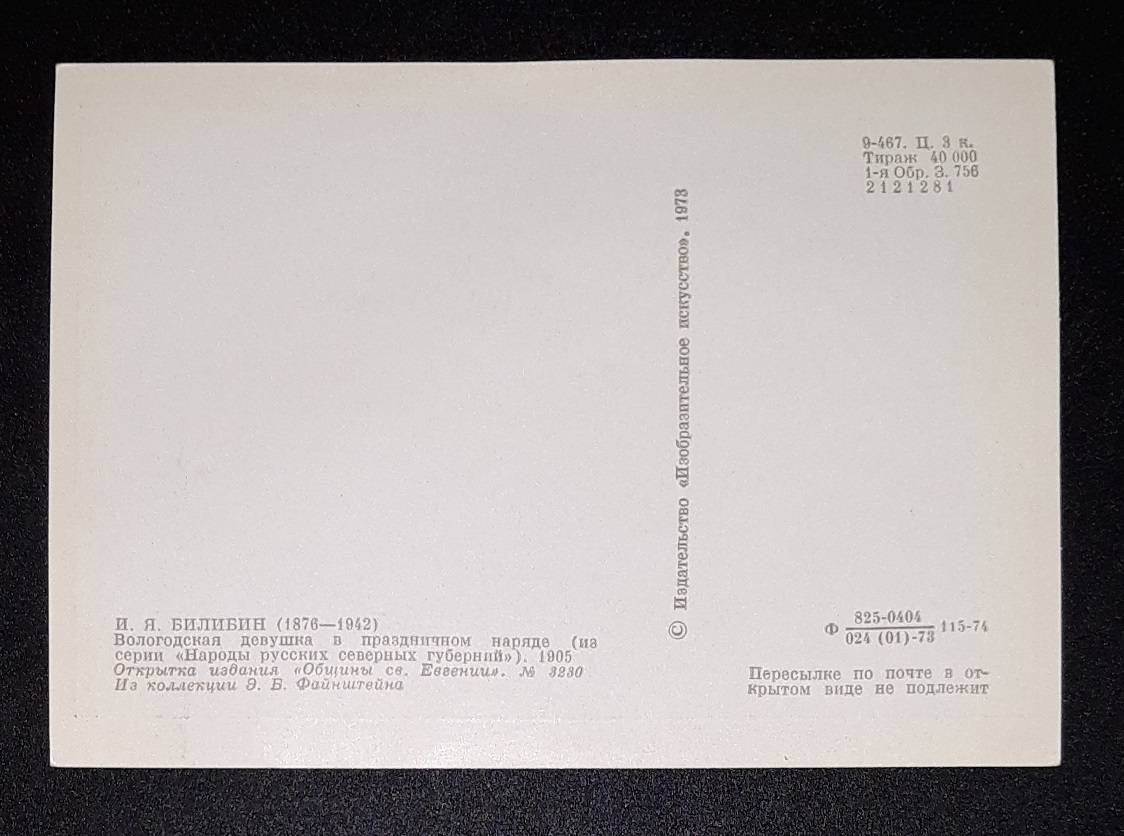 9-467. Ц. 3 к.
Тираж 40 000
1-я Обр. З. 756
2121281
© Издательство «Изобразительное искусство». 1973
И. Я. БИЛИБИН (1876—1942)
Вологодская девушка в праздничном наряде (из
серии «Народы русских северных губерний»). 1905
Открытка издания «Общины св. Евгении». № 3230
Из коллекции Э. Б. Файнштейна
Ф 825-0404
024 (01)-73 115-74
Пересылке по почте в от-
крытом виде не подлежит